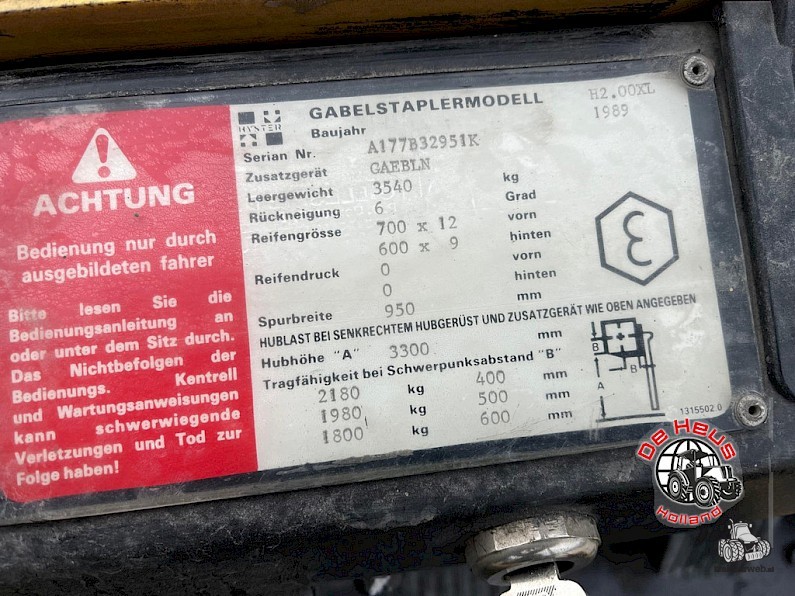 ACHTUNG
Bedienung nur durch
ausgebildeten fahrer
Bitte lesen Sie die
Bedienungsanleitung an
oder unter dem Sitz durch.
Das Nichtbefolgen der
Bedienungs. Kentrell
und Wartungsanweisungen
kann schwerwiegende
Verletzungen und Tod zur
Folge haben!
HYSTER
GABELSTAPLERMODELL H2.00XL
Baujahr 1989
Serian Nr. A177B32951K
Zusatzgerät GAEBLN
Leergewicht 3540 kg
Rückneigung 6 Grad
Reifengrösse 700 x 12 vorn
600 x 9 hinten
Reifendruck 0 vorn
0 hinten
Spurbreite 950 mm
HUBLAST BEI SENKRECHTEM HUBGERÜST UND ZUSATZGERÄT WIE OBEN ANGEGEBEN
Hubhöhe "A" 3300 mm
Tragfähigkeit bei Schwerpunksabstand "B"
2180 kg 400 mm
1980 kg 500 mm
1800 kg 600 mm
B
B
A
1315502 0
De Heus
Holland